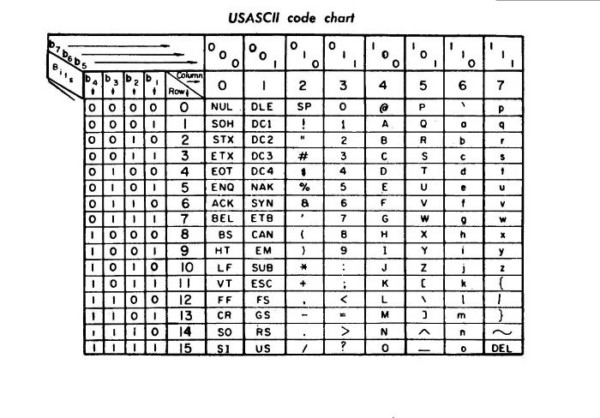 USASCII code chart
b7 b6 b5 0 0 0 0 0 1 0 1 0 0 1 1 1 0 0 1 0 1 1 1 0 1 1 1
Bits b4 b3 b2 b1 Column Row 0 1 2 3 4 5 6 7
0 0 0 0 0 NUL DLE SP 0 @ P ` p
0 0 0 1 1 SOH DC1 ! 1 A Q a q
0 0 1 0 2 STX DC2 " 2 B R b r
0 0 1 1 3 ETX DC3 # 3 C S c s
0 1 0 0 4 EOT DC4 $ 4 D T d t
0 1 0 1 5 ENQ NAK % 5 E U e u
0 1 1 0 6 ACK SYN & 6 F V f v
0 1 1 1 7 BEL ETB ' 7 G W g w
1 0 0 0 8 BS CAN ( 8 H X h x
1 0 0 1 9 HT EM ) 9 I Y i y
1 0 1 0 10 LF SUB * : J Z j z
1 0 1 1 11 VT ESC + ; K [ k {
1 1 0 0 12 FF FS , < L \ l |
1 1 0 1 13 CR GS - = M ] m }
1 1 1 0 14 SO RS . > N ^ n ~
1 1 1 1 15 SI US / ? O _ o DEL